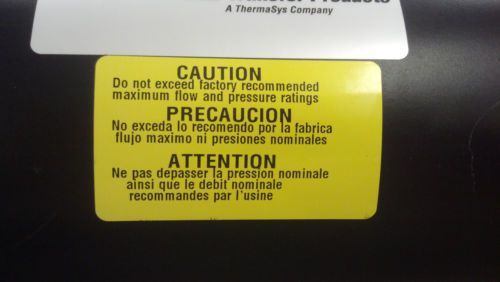 Products
A ThermaSys Company
CAUTION
Do not exceed factory recommended
maximum flow and pressure ratings
PRECAUCION
No exceda lo recomendo por la fabrica
flujo maximo ni presiones nominales
ATTENTION
Ne pas depasser la pression nominale
ainsi que le debit nominale
recommandes par l'usine